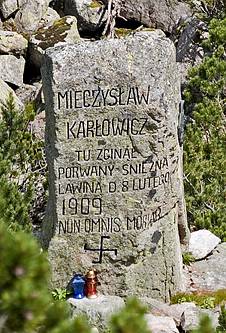 MIECZYSŁAW
KARŁOWICZ
TU ZGINĄŁ
PORWANY ŚNIEŻNĄ
LAWINĄ D. 8 LUTEGO
1909
NON OMNIS MORIAR